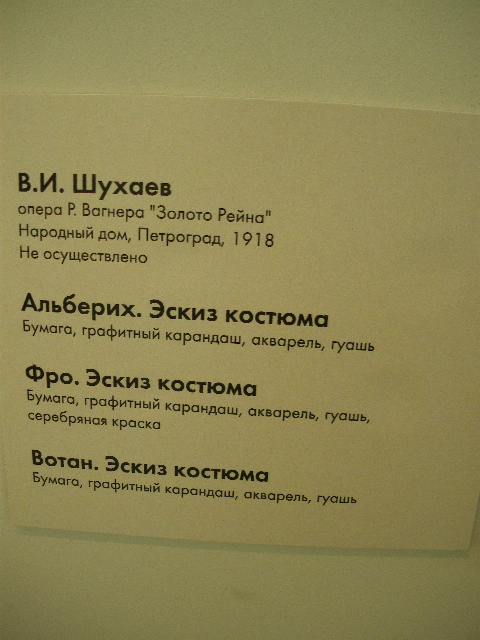 В.И. Шухаев
опера Р. Вагнера "Золото Рейна"
Народный дом, Петроград, 1918
Не осуществлено
Альберих. Эскиз костюма
Бумага, графитный карандаш, акварель, гуашь
Фро. Эскиз костюма
Бумага, графитный карандаш, акварель, гуашь,
серебряная краска
Вотан. Эскиз костюма
Бумага, графитный карандаш, акварель, гуашь